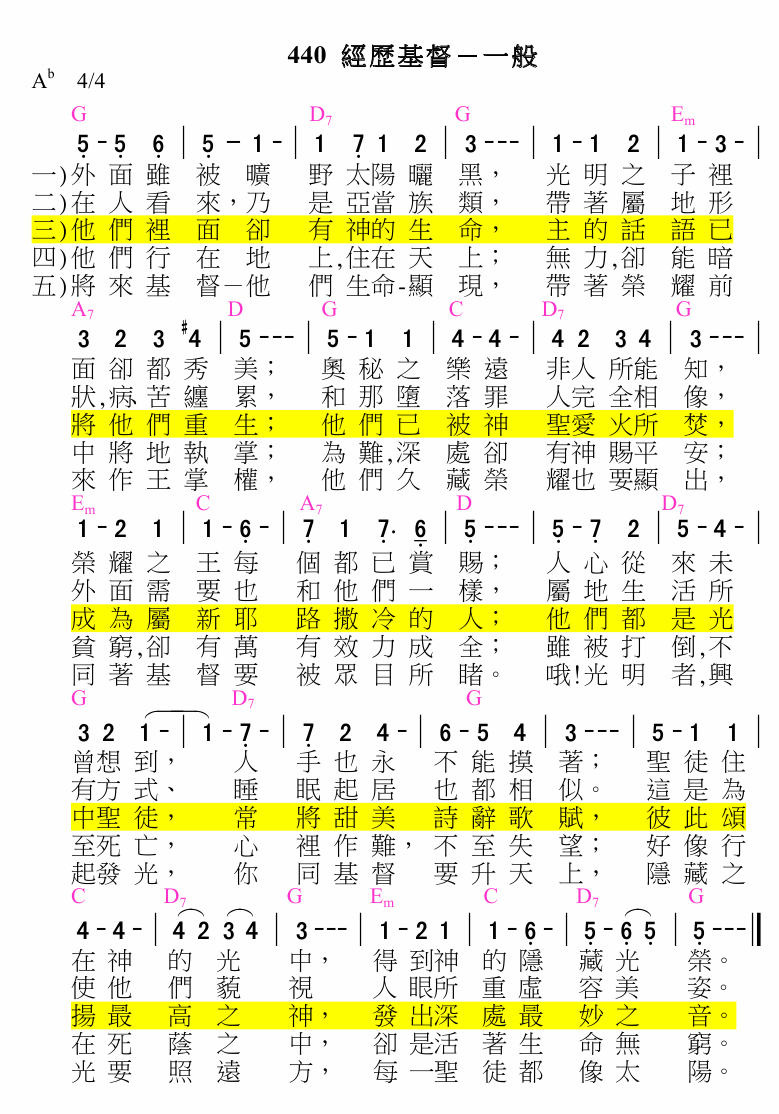 440 經歷基督－一般
A♭ 4/4
G D7 G Em
5 - 5 6 | 5 － 1 - | 1 7 1 2 | 3 --- | 1 - 1 2 | 1 - 3 - |
一)外面雖被曠野太陽曬黑，光明之子裡
二)在人看來，乃是亞當族類，帶著屬地形
三)他們裡面卻有神的生命，主的話語已
四)他們行在地上,住在天上；無力,卻能暗
五)將來基督－他們生命-顯現，帶著榮耀前
A7 D G C D7 G
3 2 3 #4 | 5 --- | 5 - 1 1 | 4 - 4 - | 4 2 3 4 | 3 --- |
面卻都秀美；奧秘之樂遠非人所能知，
狀,病、苦纏累，和那墮落罪人完全相像，
將他們重生；他們已被神聖愛火所焚，
中將地執掌；為難,深處卻有神賜平安；
來作王掌權，他們久藏榮耀也要顯出，
Em C A7 D D7
1 - 2 1 | 1 - 6 - | 7 1 7· 6 | 5 --- | 5 - 7 2 | 5 - 4 - |
榮耀之王每個都已賞賜；人心從來未
外面需要也和他們一樣，屬地生活所
成為屬新耶路撒冷的人；他們都是光
貧窮,卻有萬有效力成全；雖被打倒,不
同著基督要被眾目所睹。哦!光明者,興
G D7 G
3 2 1 - | 1 - 7 - | 7 2 4 - | 6 - 5 4 | 3 --- | 5 - 1 1 |
曾想到，人手也永不能摸著；聖徒住
有方式、睡眠起居也都相似。這是為
中聖徒，常將甜美詩辭歌賦，彼此頌
至死亡，心裡作難，不至失望；好像行
起發光，你同基督要升天上，隱藏之
C D7 G Em C D7 G
4 - 4 - | 4 2 3 4 | 3 --- | 1 - 2 1 | 1 - 6 - | 5 - 6 5 | 5 --- ‖
在神的光中，得到神的隱藏光榮。
使他們藐視人眼所重虛容美姿。
揚最高之神，發出深處最妙之音。
在死蔭之中，卻是活著生命無窮。
光要照遠方，每一聖徒都像太陽。